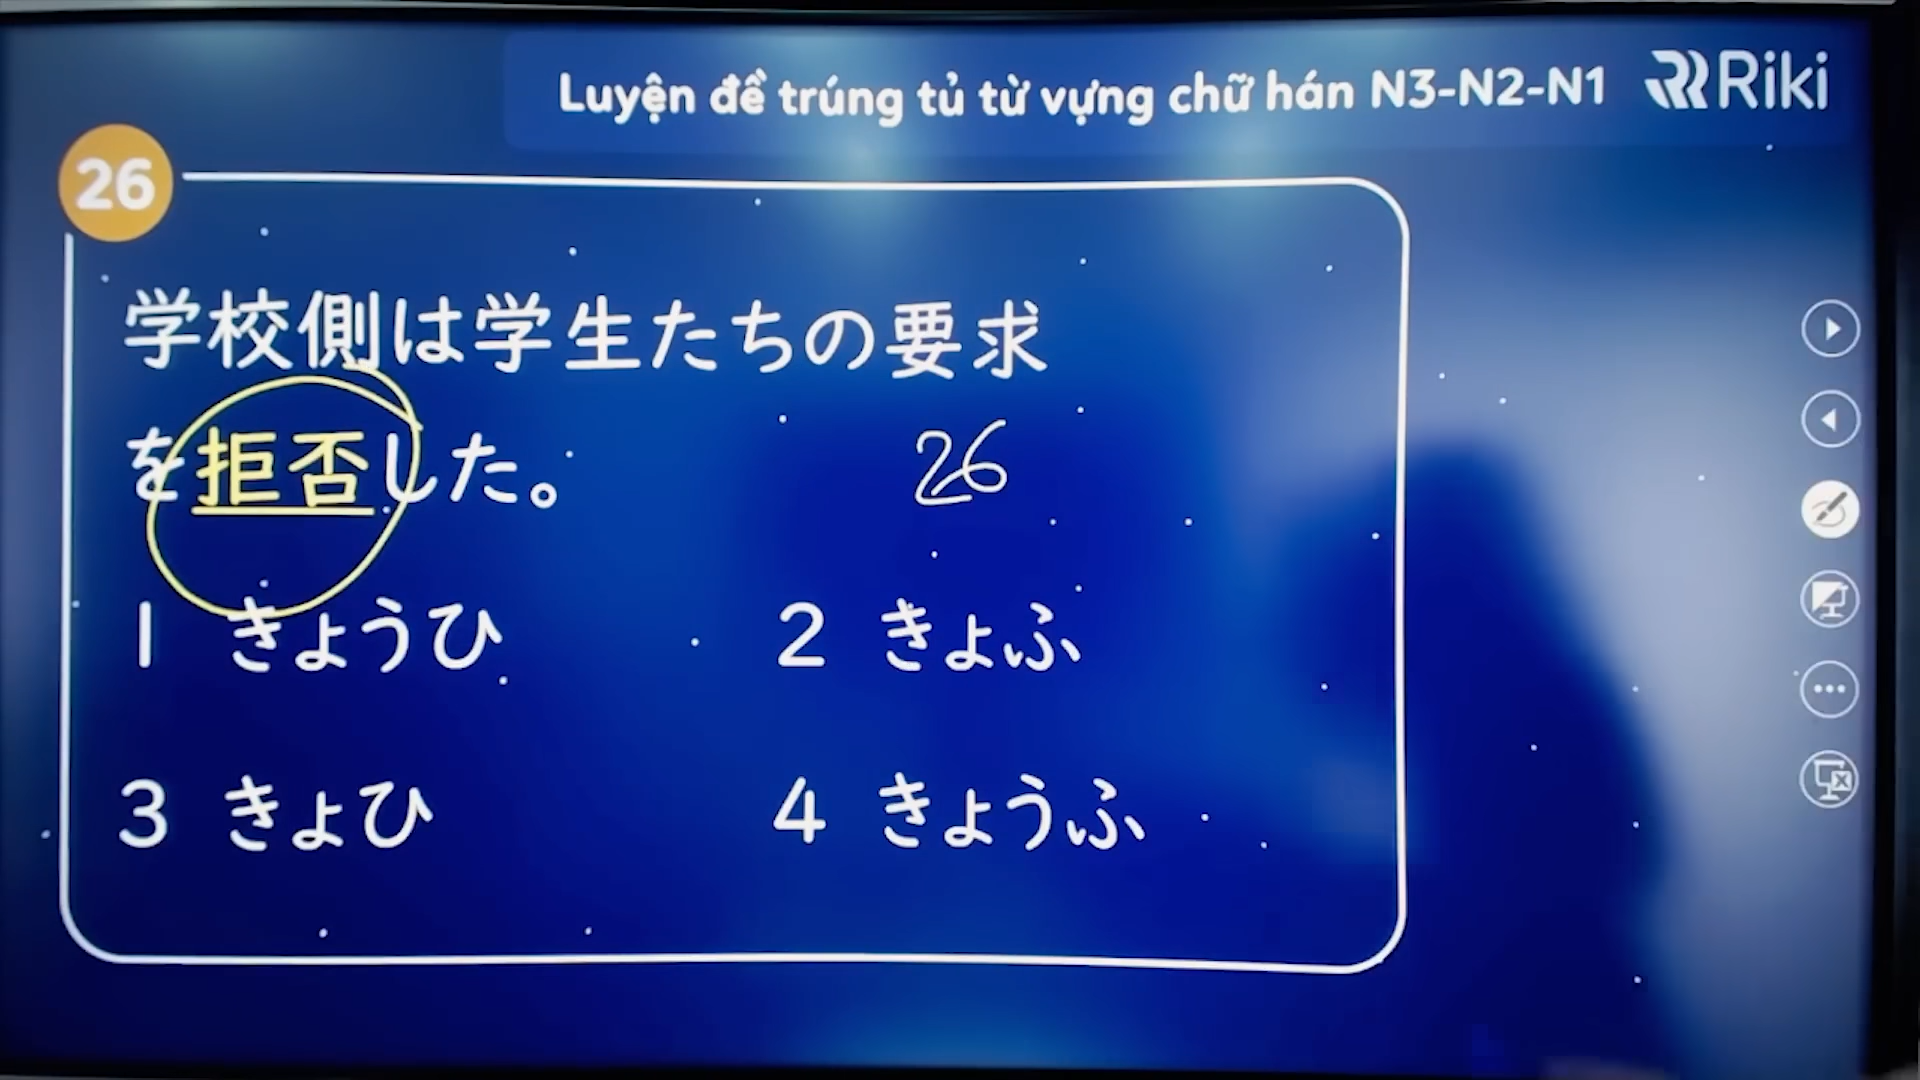 Luyện đề trúng tủ từ vựng chữ hán N3-N2-N1
Riki
26
学校側は学生たちの要求
を拒否した。
26
1 きょうひ
2 きょふ
3 きょひ
4 きょうふ